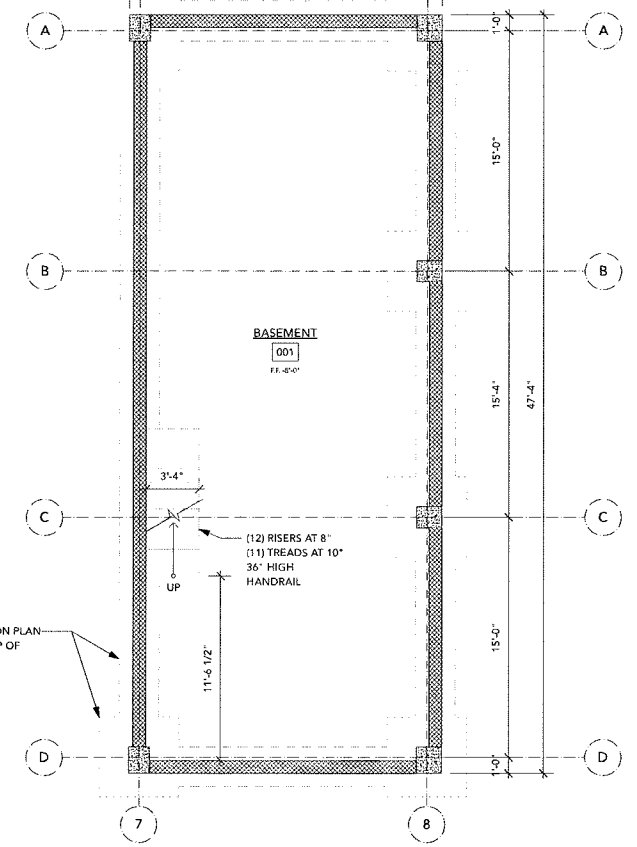 A
A
1'-0"
15'-0"
B
B
BASEMENT
001
F.F. -8'-0"
15'-4"
47'-4"
3'-4"
C
C
(12) RISERS AT 8"
(11) TREADS AT 10"
36" HIGH
HANDRAIL
UP
ON PLAN
OF
11'-6 1/2"
15'-0"
D
D
1'-0"
7
8